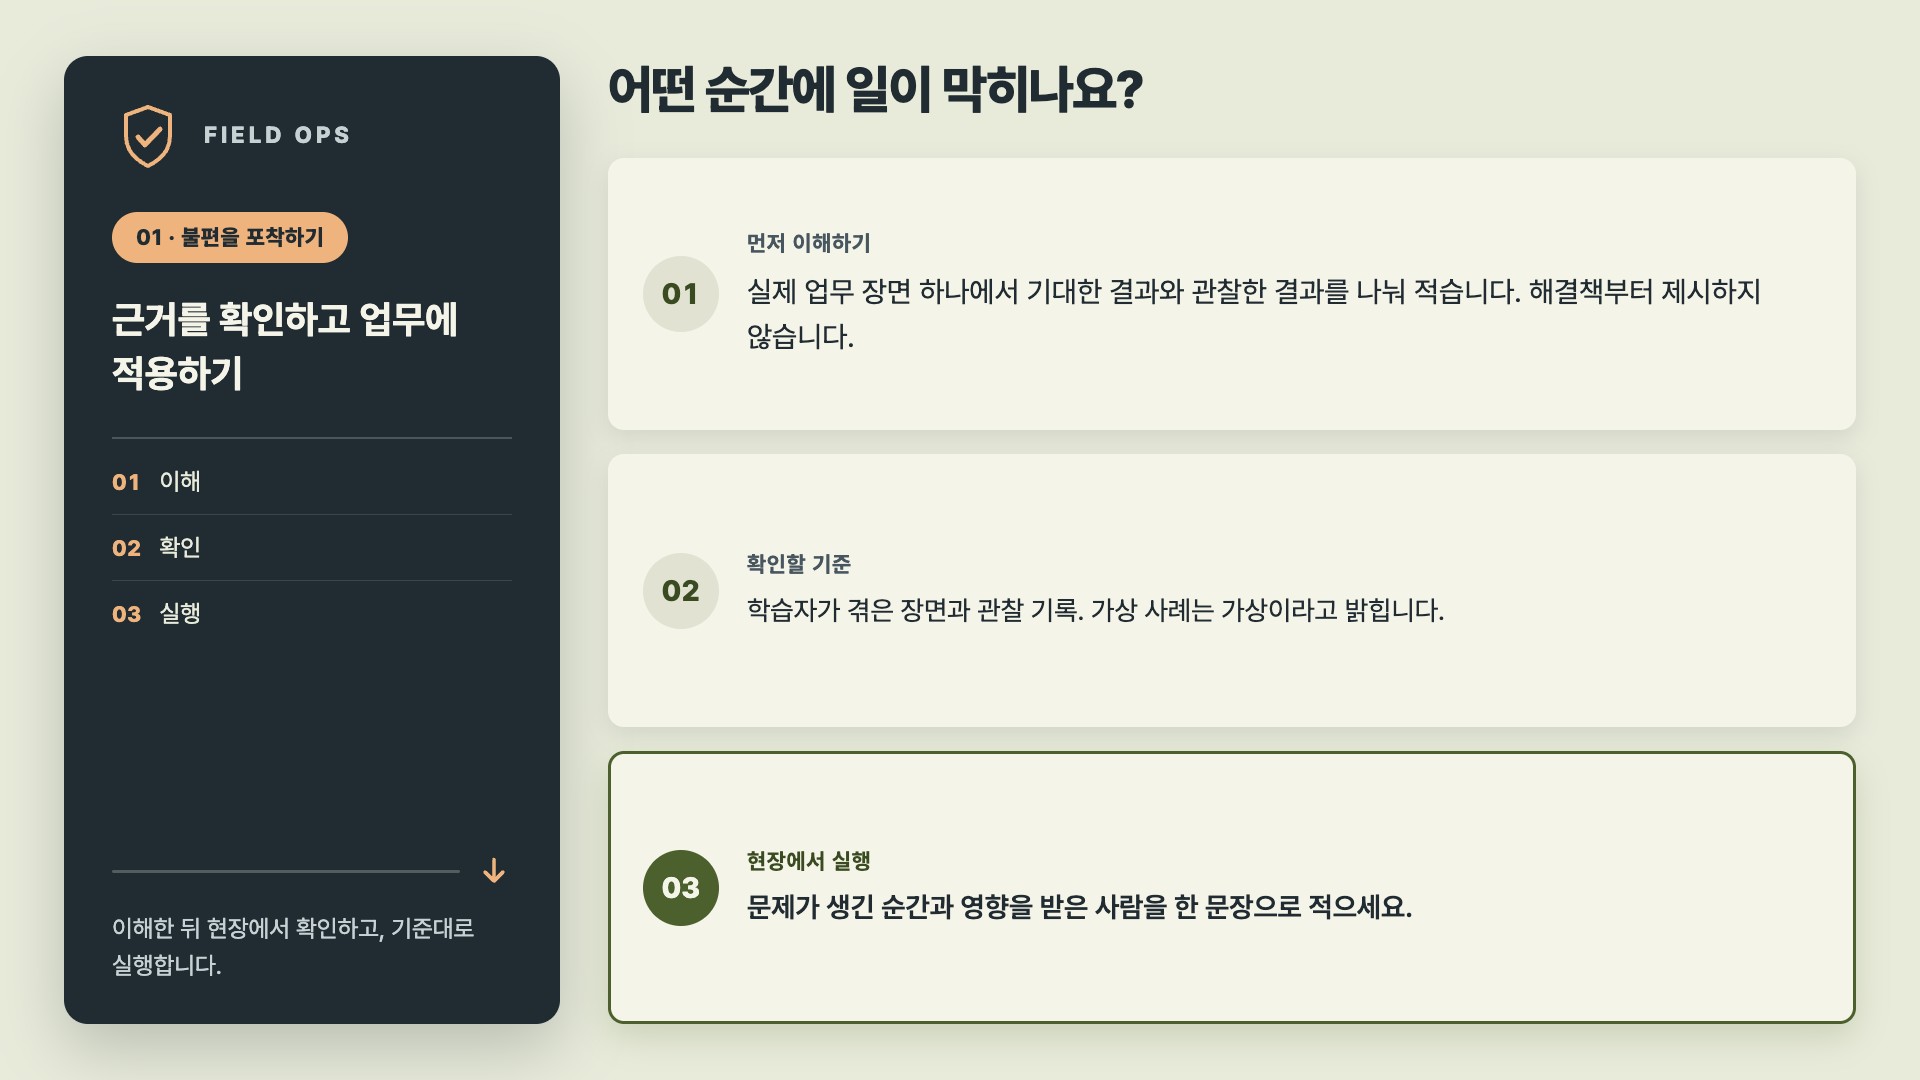 FIELD OPS
01 · 불편을 포착하기
근거를 확인하고 업무에
적용하기
01 이해
02 확인
03 실행
이해한 뒤 현장에서 확인하고, 기준대로
실행합니다.
어떤 순간에 일이 막히나요?
01
먼저 이해하기
실제 업무 장면 하나에서 기대한 결과와 관찰한 결과를 나눠 적습니다. 해결책부터 제시하지
않습니다.
02
확인할 기준
학습자가 겪은 장면과 관찰 기록. 가상 사례는 가상이라고 밝힙니다.
03
현장에서 실행
문제가 생긴 순간과 영향을 받은 사람을 한 문장으로 적으세요.